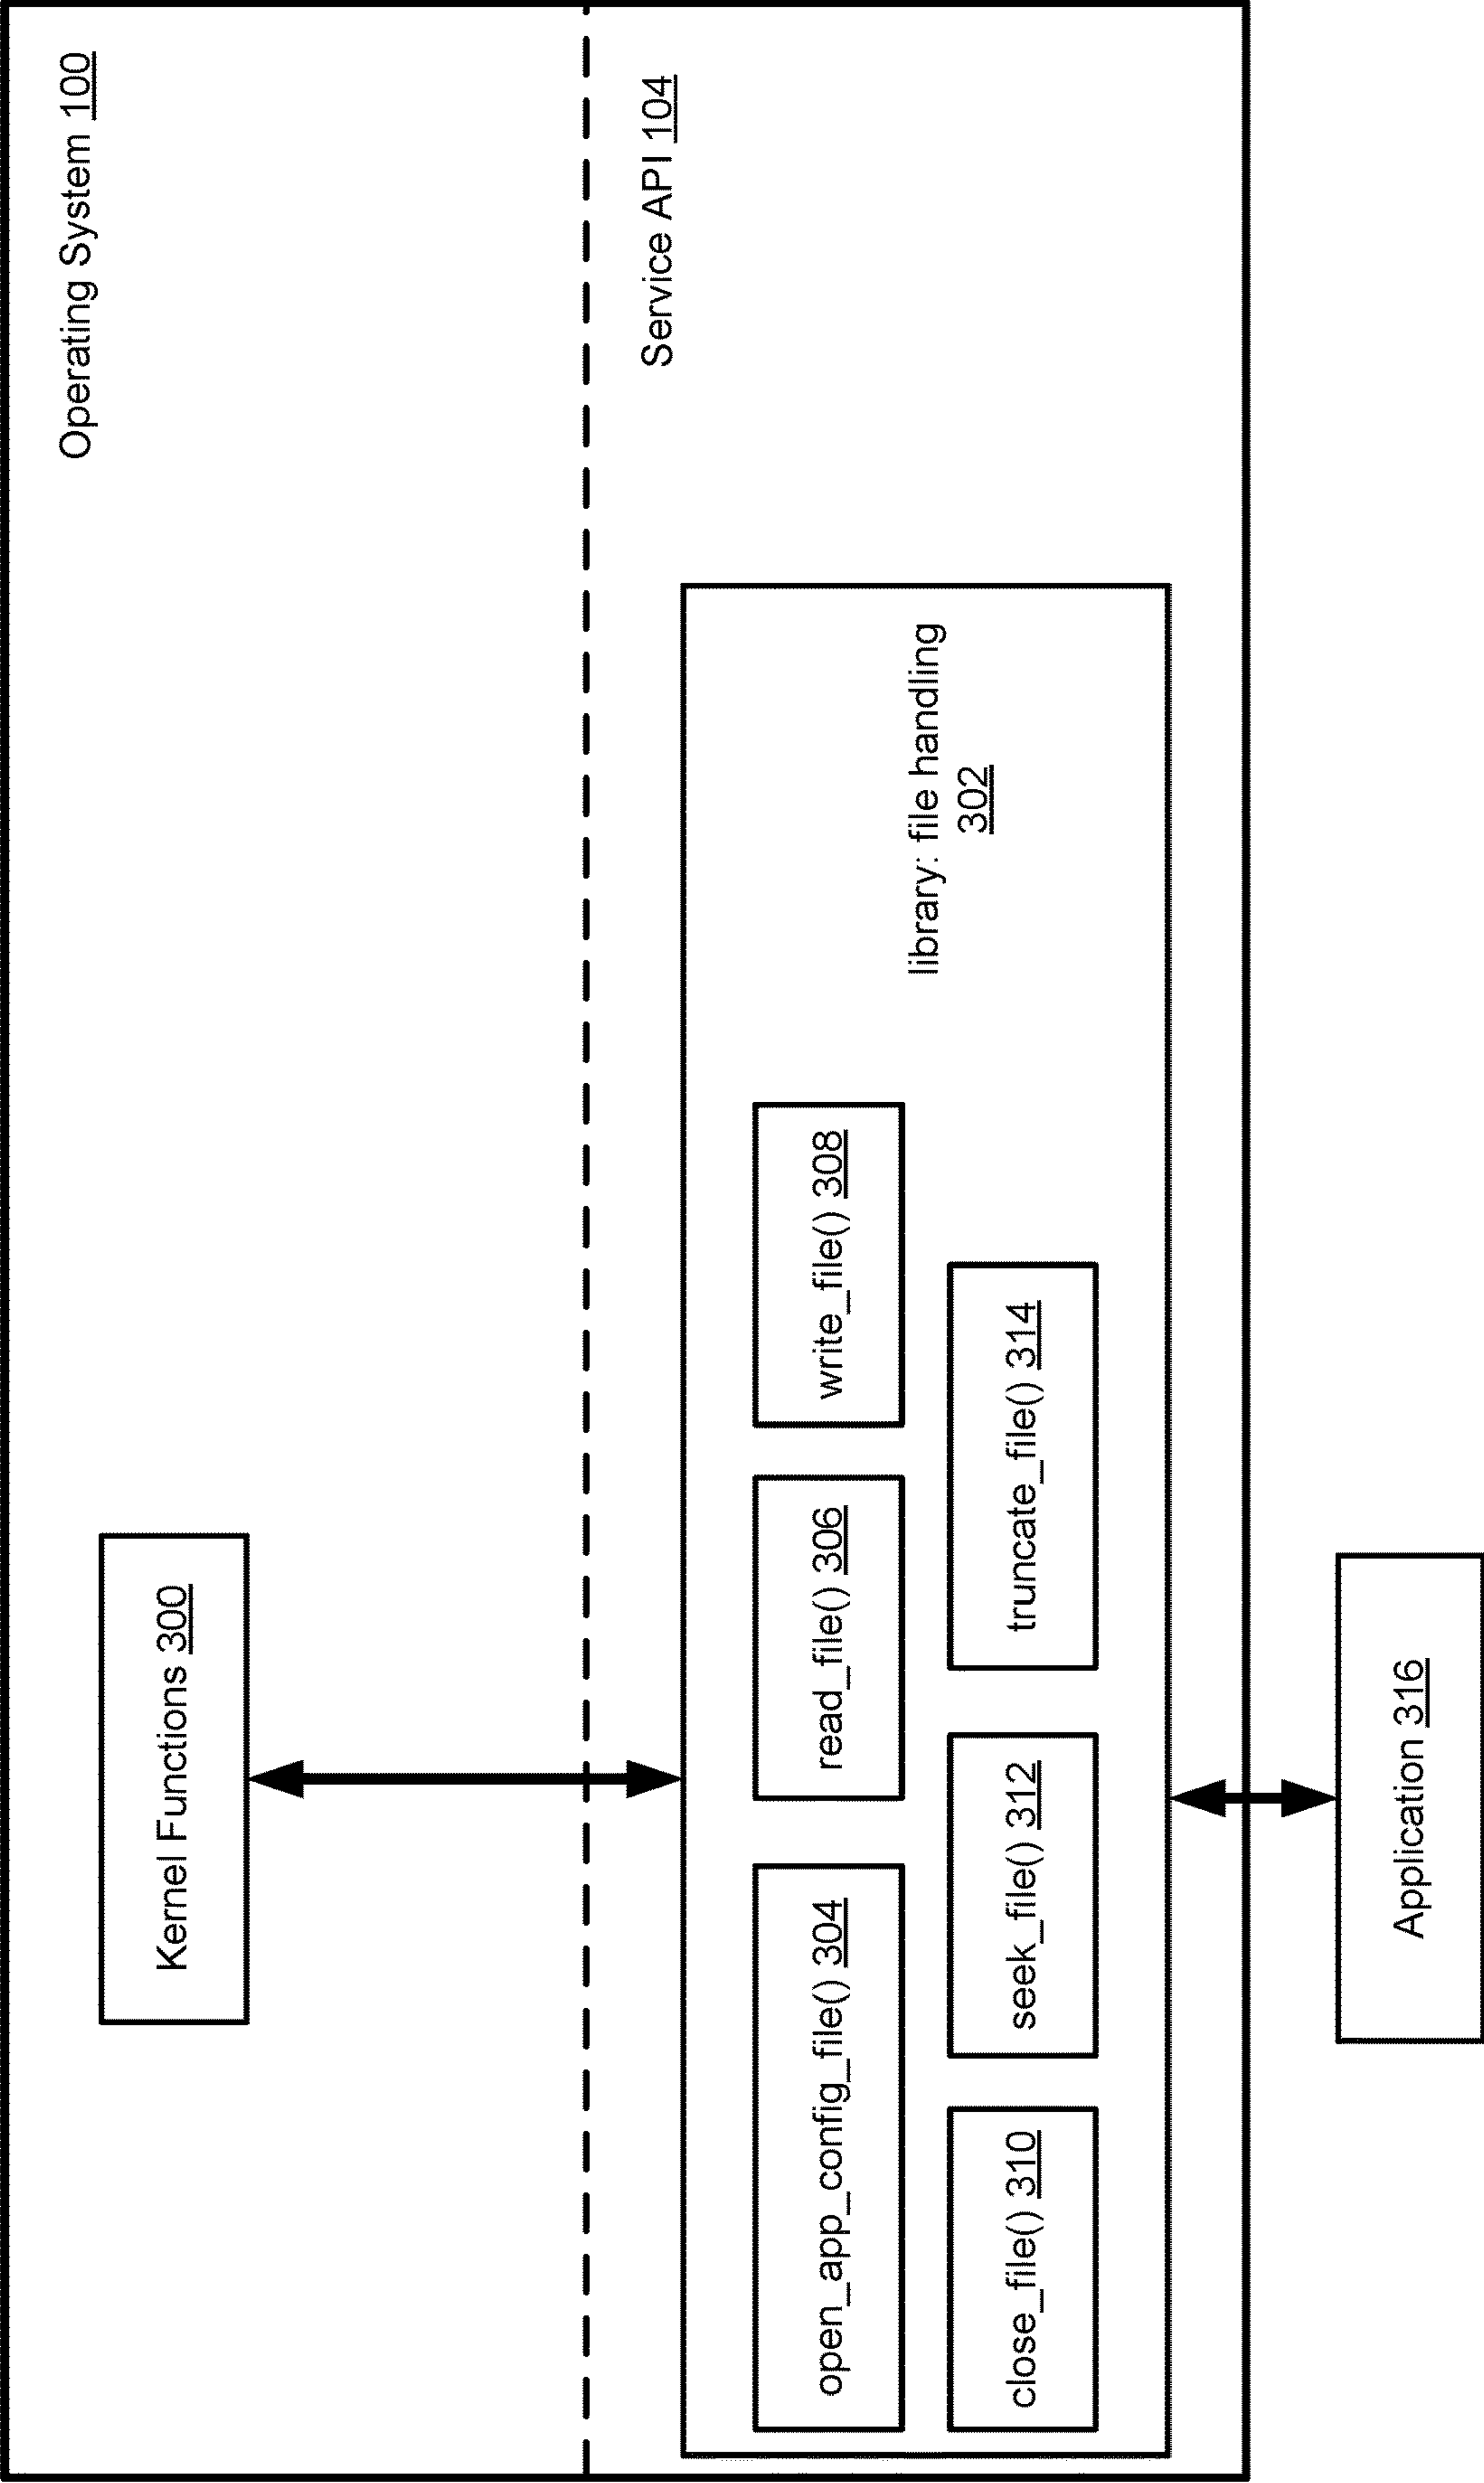 Operating System 100
Kernel Functions 300
Service API 104
open_app_config_file() 304
read_file() 306
write_file() 308
library: file handling
302
close_file() 310
seek_file() 312
truncate_file() 314
Application 316